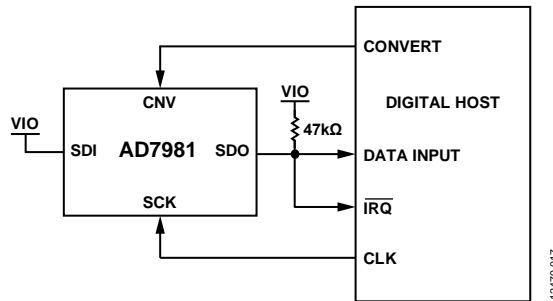 CONVERT
VIO
CNV
DIGITAL HOST
VIO
47kΩ
SDI
AD7981
SDO
DATA INPUT
SCK
IRQ
CLK